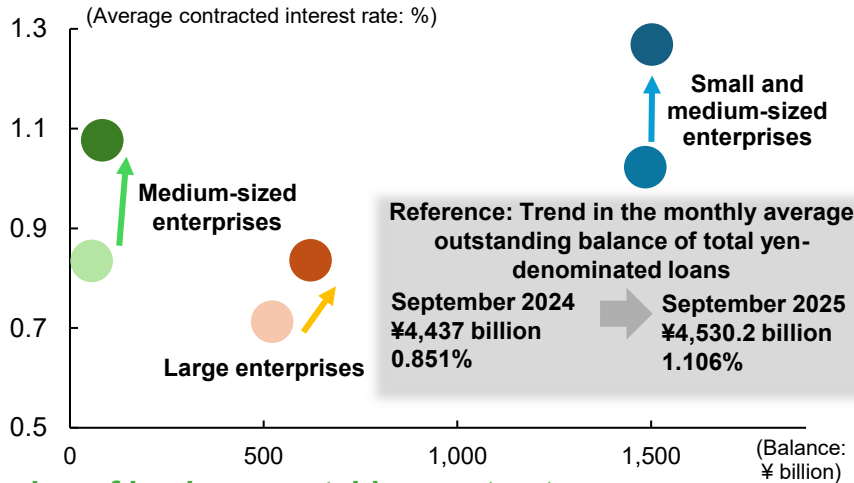 (Average contracted interest rate: %)
1.3
1.1
0.9
0.7
0.5
Small and
medium-sized
enterprises
Medium-sized
enterprises
Large enterprises
Reference: Trend in the monthly average
outstanding balance of total yen-
denominated loans
September 2024
¥4,437 billion
0.851%
September 2025
¥4,530.2 billion
1.106%
0
500
1,000
1,500
(Balance:
¥ billion)